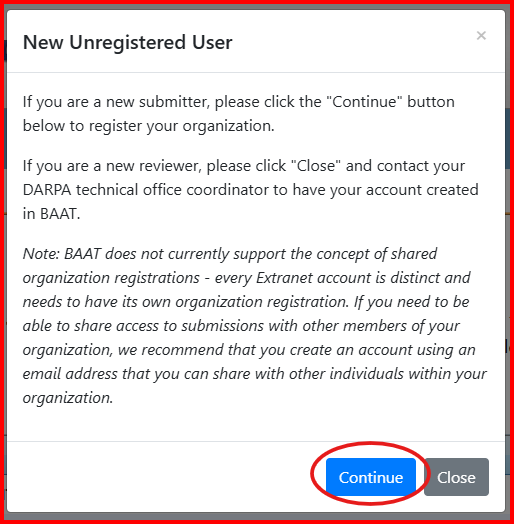 New Unregistered User
×
If you are a new submitter, please click the "Continue" button
below to register your organization.
If you are a new reviewer, please click "Close" and contact your
DARPA technical office coordinator to have your account created
in BAAT.
Note: BAAT does not currently support the concept of shared
organization registrations - every Extranet account is distinct and
needs to have its own organization registration. If you need to be
able to share access to submissions with other members of your
organization, we recommend that you create an account using an
email address that you can share with other individuals within your
organization.
Continue
Close